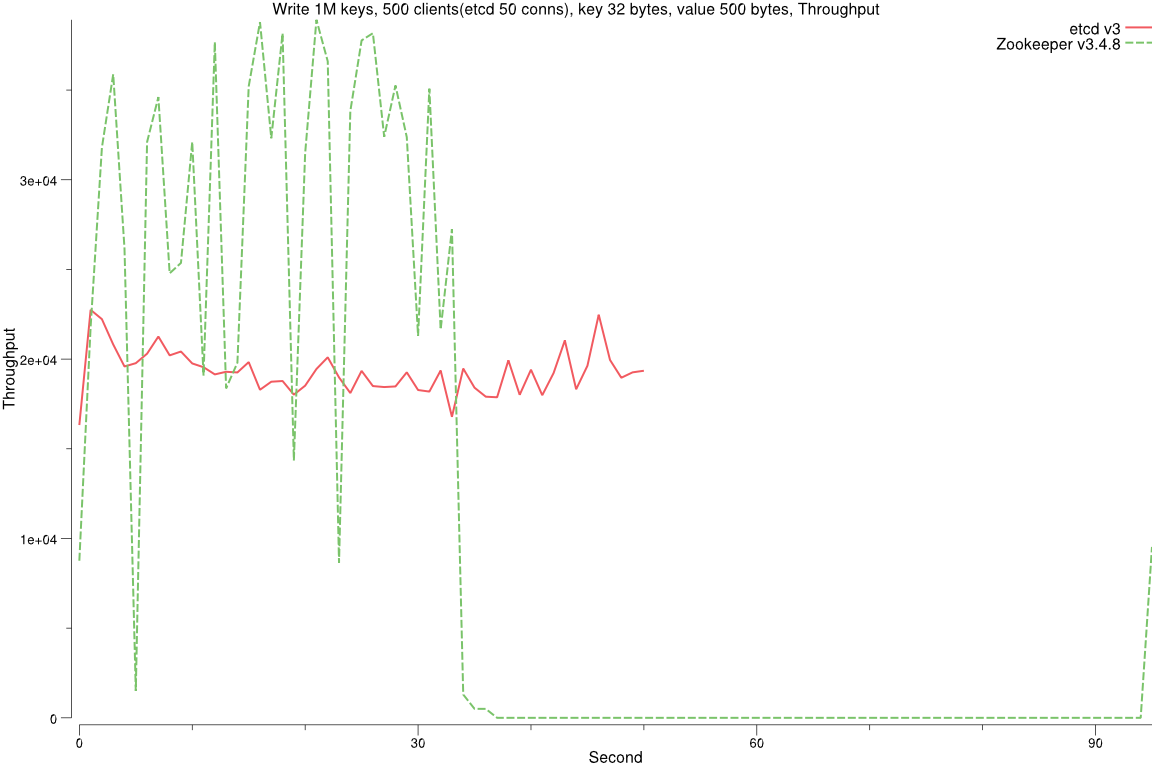 Write 1M keys, 500 clients(etcd 50 conns), key 32 bytes, value 500 bytes, Throughput
etcd v3
Zookeeper v3.4.8
Throughput
3e+04
2e+04
1e+04
0
0
30
60
90
Second